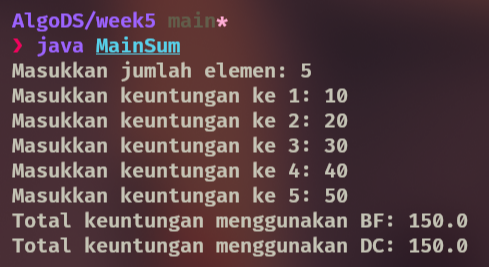 AlgoDS/week5 main*
❯ java MainSum
Masukkan jumlah elemen: 5
Masukkan keuntungan ke 1: 10
Masukkan keuntungan ke 2: 20
Masukkan keuntungan ke 3: 30
Masukkan keuntungan ke 4: 40
Masukkan keuntungan ke 5: 50
Total keuntungan menggunakan BF: 150.0
Total keuntungan menggunakan DC: 150.0